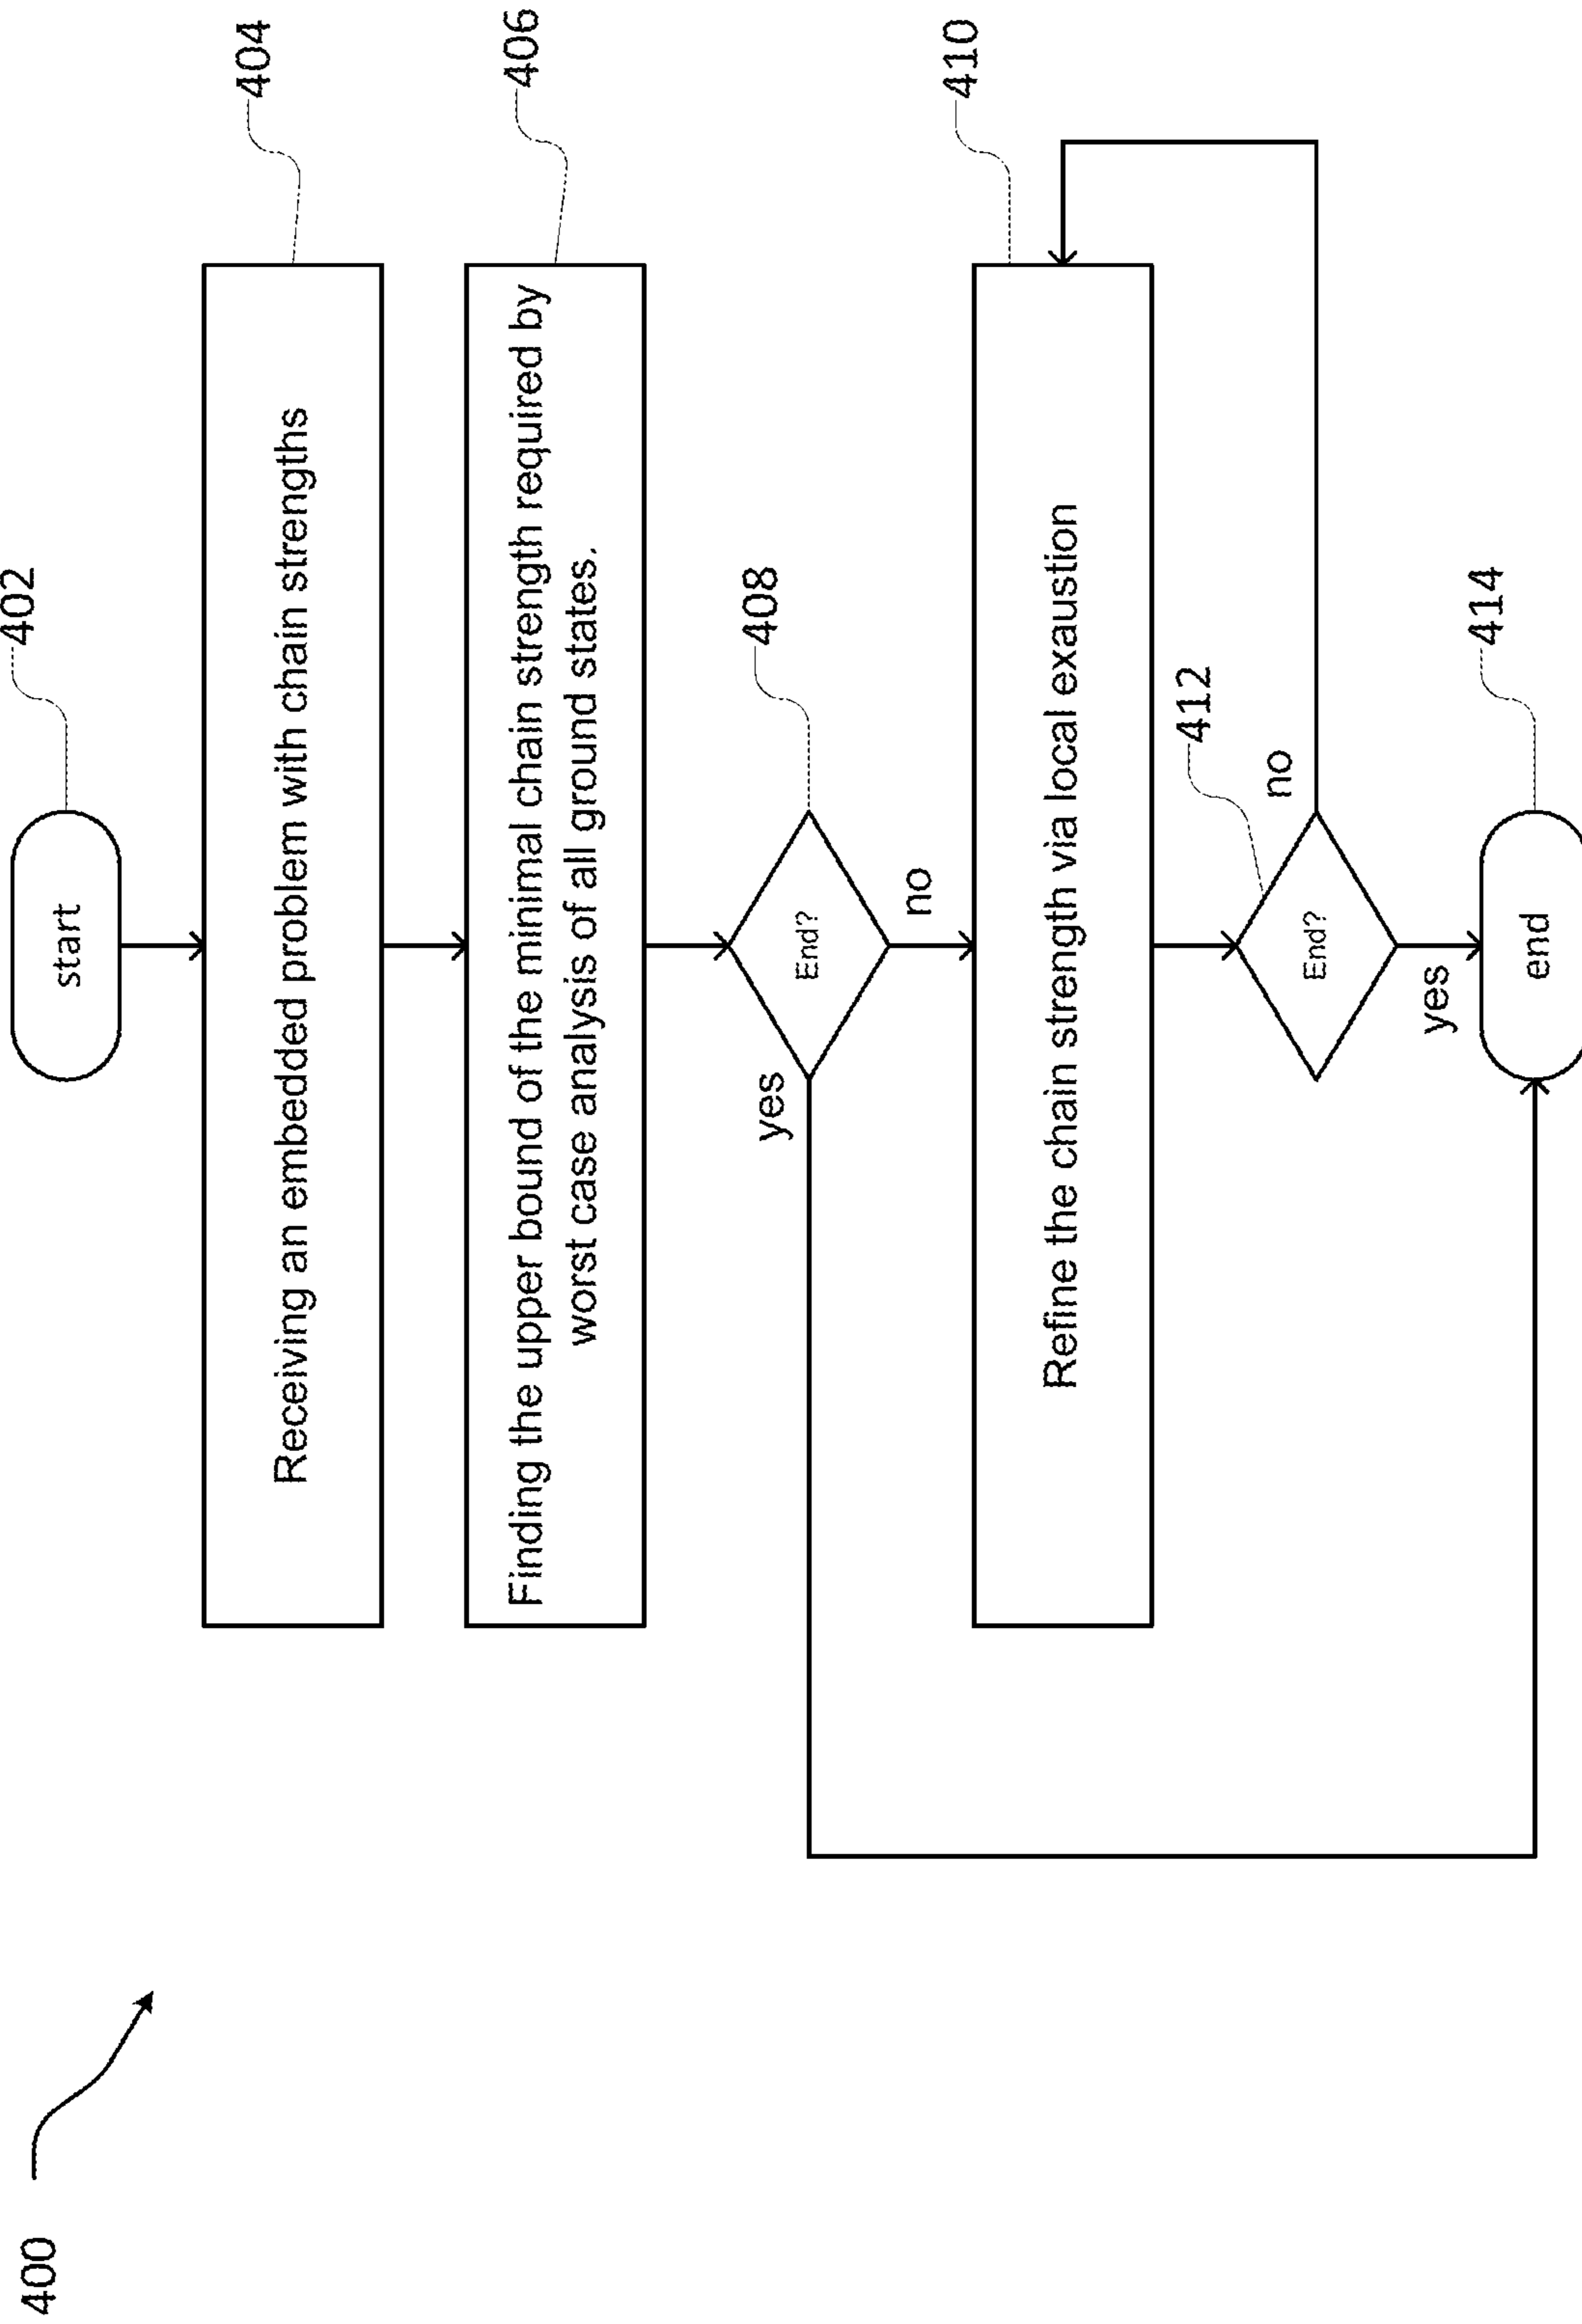 400
402
start
404
Receiving an embedded problem with chain strengths
406
Finding the upper bound of the minimal chain strength required by
worst case analysis of all ground states.
408
End?
yes
no
410
Refine the chain strength via local exaustion
412
End?
no
yes
414
end